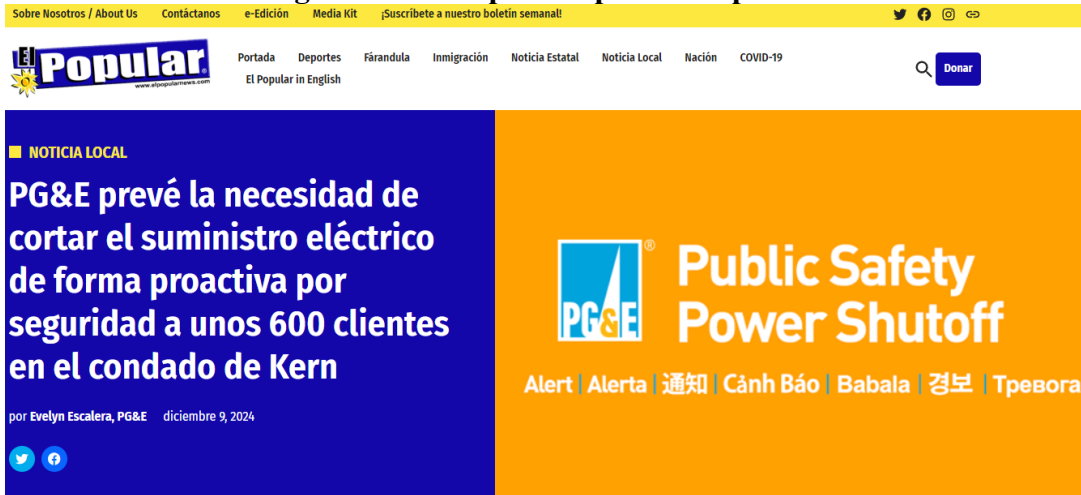 Sobre Nosotros / About Us Contáctanos e-Edición Media Kit ¡Suscríbete a nuestro boletín semanal!
El Popular
www.elpopularnews.com
Portada Deportes Fárandula Inmigración Noticia Estatal Noticia Local Nación COVID-19
El Popular in English
Donar
NOTICIA LOCAL
PG&E prevé la necesidad de
cortar el suministro eléctrico
de forma proactiva por
seguridad a unos 600 clientes
en el condado de Kern
por Evelyn Escalera, PG&E diciembre 9, 2024
PG&E ®
Public Safety
Power Shutoff
Alert | Alerta | 通知 | Cảnh Báo | Babala | 경보 | Тревога